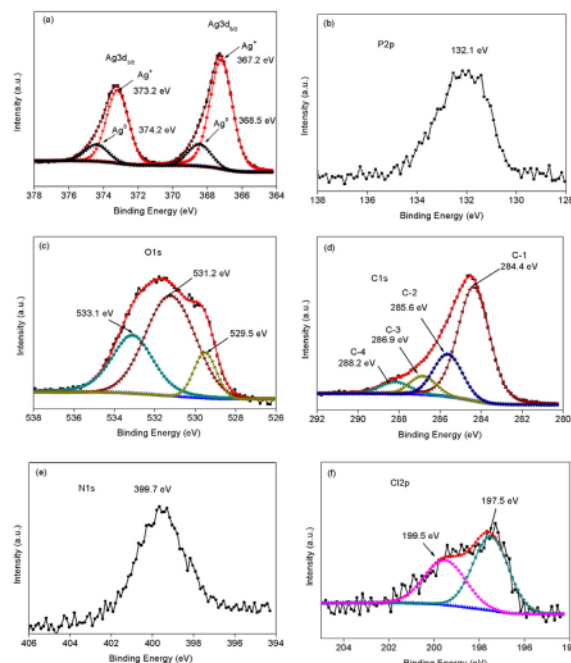 (a)
Ag3d3/2
Ag3d5/2
Ag+
Ag+
367.2 eV
373.2 eV
Ag0
374.2 eV
Ag0
368.5 eV
Intensity (a.u.)
378 376 374 372 370 368 366 364
Binding Energy (eV)
(b)
P2p
132.1 eV
Intensity (a.u.)
138 136 134 132 130 128
Binding Energy (eV)
(c)
O1s
531.2 eV
533.1 eV
529.5 eV
Intensity (a.u.)
538 536 534 532 530 528 526
Binding Energy (eV)
(d)
C1s
C-1
284.4 eV
C-2
285.6 eV
C-3
286.9 eV
C-4
288.2 eV
Intensity (a.u.)
292 290 288 286 284 282 280
Binding Energy (eV)
(e)
N1s
399.7 eV
Intensity (a.u.)
406 404 402 400 398 396 394
Binding Energy (eV)
(f)
Cl2p
197.5 eV
199.5 eV
Intensity (a.u.)
204 202 200 198 196 19
Binding Energy (eV)